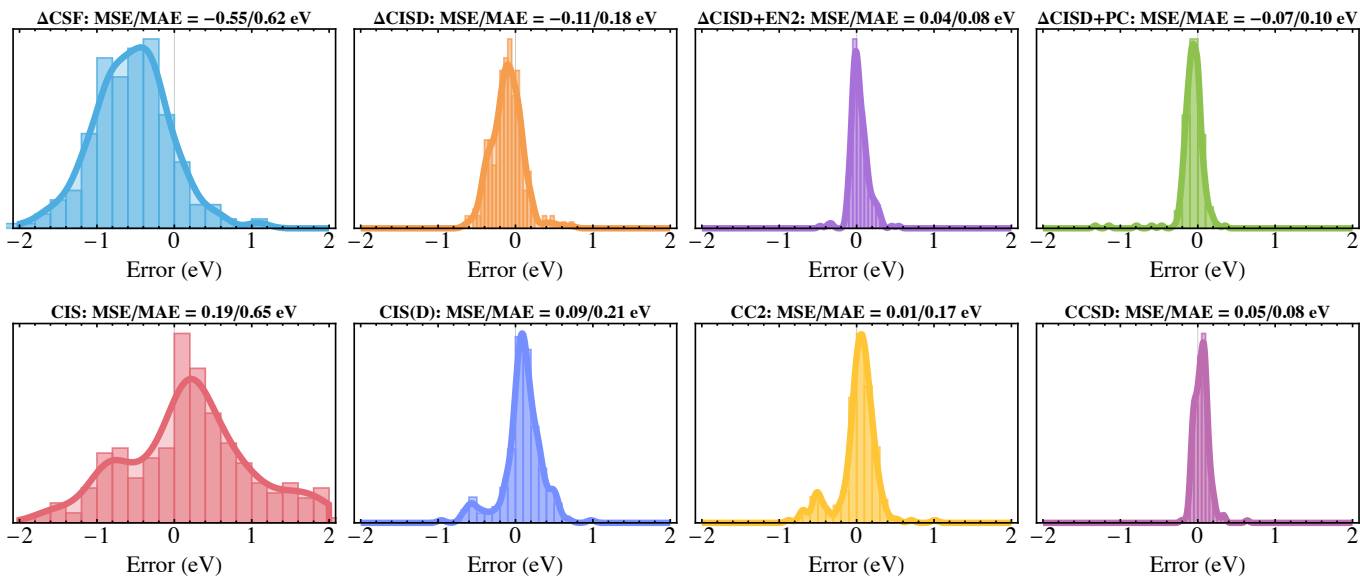 ΔCSF: MSE/MAE = −0.55/0.62 eV
ΔCISD: MSE/MAE = −0.11/0.18 eV
ΔCISD+EN2: MSE/MAE = 0.04/0.08 eV
ΔCISD+PC: MSE/MAE = −0.07/0.10 eV
−2 −1 0 1 2
−2 −1 0 1 2
−2 −1 0 1 2
−2 −1 0 1 2
Error (eV)
Error (eV)
Error (eV)
Error (eV)
CIS: MSE/MAE = 0.19/0.65 eV
CIS(D): MSE/MAE = 0.09/0.21 eV
CC2: MSE/MAE = 0.01/0.17 eV
CCSD: MSE/MAE = 0.05/0.08 eV
−2 −1 0 1 2
−2 −1 0 1 2
−2 −1 0 1 2
−2 −1 0 1 2
Error (eV)
Error (eV)
Error (eV)
Error (eV)